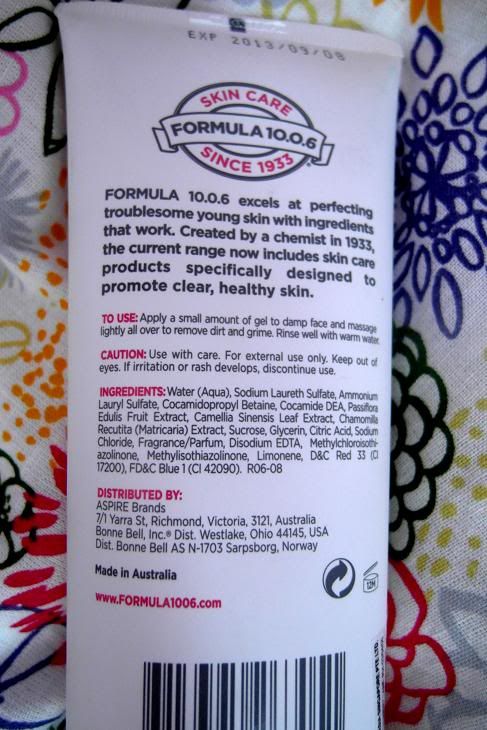 EXP 2013/09/08
SKIN CARE
FORMULA 10.0.6
SINCE 1933
FORMULA 10.0.6 excels at perfecting
troublesome young skin with ingredients
that work. Created by a chemist in 1933,
the current range now includes skin care
products specifically designed to
promote clear, healthy skin.
TO USE: Apply a small amount of gel to damp face and massage
lightly all over to remove dirt and grime. Rinse well with warm water.
CAUTION: Use with care. For external use only. Keep out of
eyes. If irritation or rash develops, discontinue use.
INGREDIENTS: Water (Aqua), Sodium Laureth Sulfate, Ammonium
Lauryl Sulfate, Cocamidopropyl Betaine, Cocamide DEA, Passiflora
Edulis Fruit Extract, Camellia Sinensis Leaf Extract, Chamomilla
Recutita (Matricaria) Extract, Sucrose, Glycerin, Citric Acid, Sodium
Chloride, Fragrance/Parfum, Disodium EDTA, Methylchloroisothi-
azolinone, Methylisothiazolinone, Limonene, D&C Red 33 (CI
17200), FD&C Blue 1 (CI 42090). R06-08
DISTRIBUTED BY:
ASPIRE Brands
7/1 Yarra St, Richmond, Victoria, 3121, Australia
Bonne Bell, Inc.® Dist. Westlake, Ohio 44145, USA
Dist. Bonne Bell AS N-1703 Sarpsborg, Norway
Made in Australia
12M
www.FORMULA1006.com
SINGAPORE PTE LTD